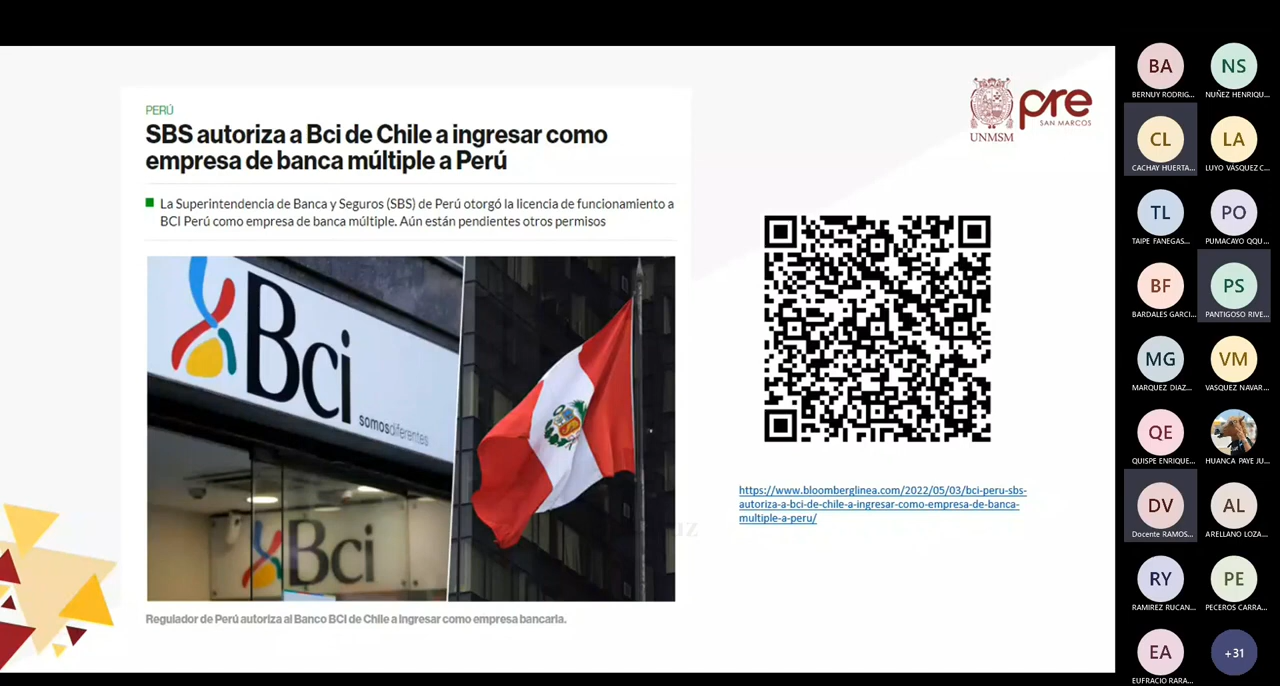 PERÚ
SBS autoriza a Bci de Chile a ingresar como
empresa de banca múltiple a Perú
La Superintendencia de Banca y Seguros (SBS) de Perú otorgó la licencia de funcionamiento a
BCI Perú como empresa de banca múltiple. Aún están pendientes otros permisos
Bci
somosdiferentes
Bci
Regulador de Perú autoriza al Banco BCI de Chile a ingresar como empresa bancaria.
UNMSM
pre
SAN MARCOS
https://www.bloomberglinea.com/2022/05/03/bci-peru-sbs-
autoriza-a-bci-de-chile-a-ingresar-como-empresa-de-banca-
multiple-a-peru/
BA
BERNUY RODRIG...
NS
NUÑEZ HENRIQU...
CL
CACHAY HUERTA...
LA
LUYO VASQUEZ C...
TL
TAIPE FANEGAS...
PO
PUMACAYO QQU...
BF
BARDALES GARCI...
PS
PANTIGOSO RIVE...
MG
MARQUEZ DIAZ...
VM
VASQUEZ NAVAR...
QE
QUISPE ENRIQUE...
HUANCA PAYE JU...
DV
Docente RAMOS...
AL
ARELLANO LOZA...
RY
RAMIREZ RUCAN...
PE
PECEROS CARRA...
EA
EUFRACIO RARA...
+31